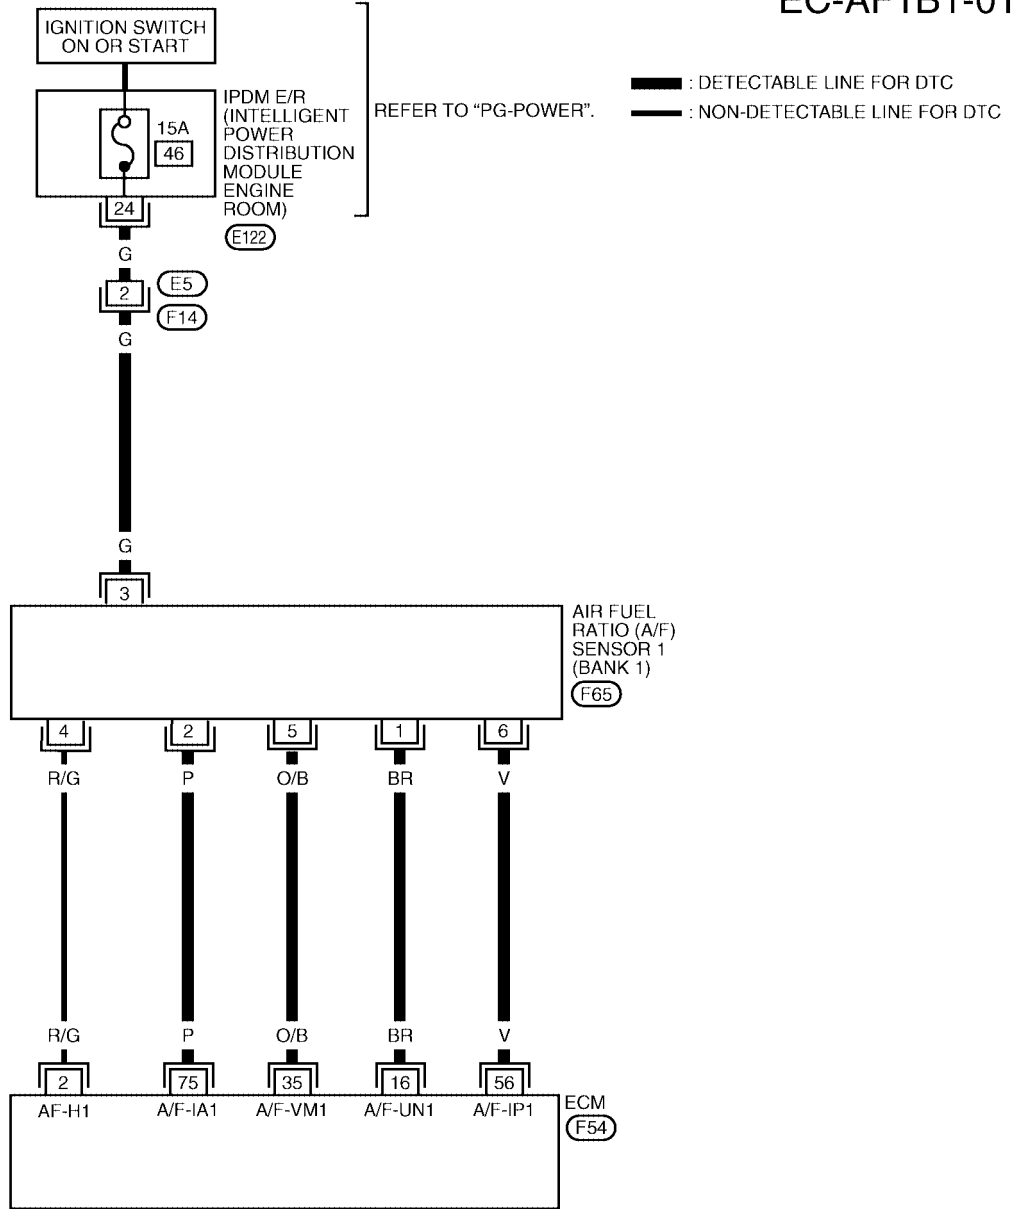 EC-AF1B1-01
IGNITION SWITCH
ON OR START
IPDM E/R
(INTELLIGENT
POWER
DISTRIBUTION
MODULE
ENGINE
ROOM)
E122
15A
46
REFER TO “PG-POWER”.
: DETECTABLE LINE FOR DTC
: NON-DETECTABLE LINE FOR DTC
24
G
2
E5
F14
G
G
3
AIR FUEL
RATIO (A/F)
SENSOR 1
(BANK 1)
F65
4 2 5 1 6
R/G P O/B BR V
R/G P O/B BR V
2 75 35 16 56
AF-H1 A/F-IA1 A/F-VM1 A/F-UN1 A/F-IP1
ECM
F54